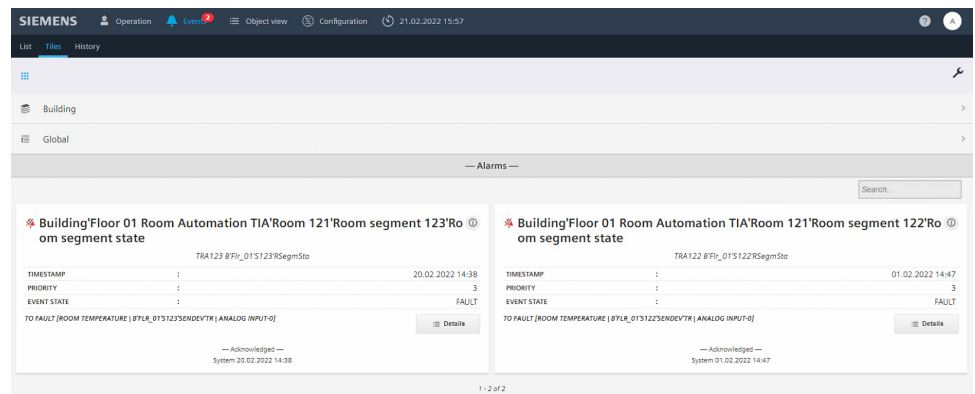 SIEMENS Operation Events 2 Object view Configuration 21.02.2022 15:57 ? A
List Tiles History
Building
Global
— Alarms —
Search...
Building'Floor 01 Room Automation TIA'Room 121'Room segment 123'Ro
om segment state
TRA123 B'Flr_01'S123'RSegmSta
TIMESTAMP : 20.02.2022 14:38
PRIORITY : 3
EVENT STATE : FAULT
TO FAULT [ROOM TEMPERATURE | B'FLR_01'S123'SENDEV'TR | ANALOG INPUT-0]
Details
— Acknowledged —
System 20.02.2022 14:38
Building'Floor 01 Room Automation TIA'Room 121'Room segment 122'Ro
om segment state
TRA122 B'Flr_01'S122'RSegmSta
TIMESTAMP : 01.02.2022 14:47
PRIORITY : 3
EVENT STATE : FAULT
TO FAULT [ROOM TEMPERATURE | B'FLR_01'S122'SENDEV'TR | ANALOG INPUT-0]
Details
— Acknowledged —
System 01.02.2022 14:47
1 - 2 of 2